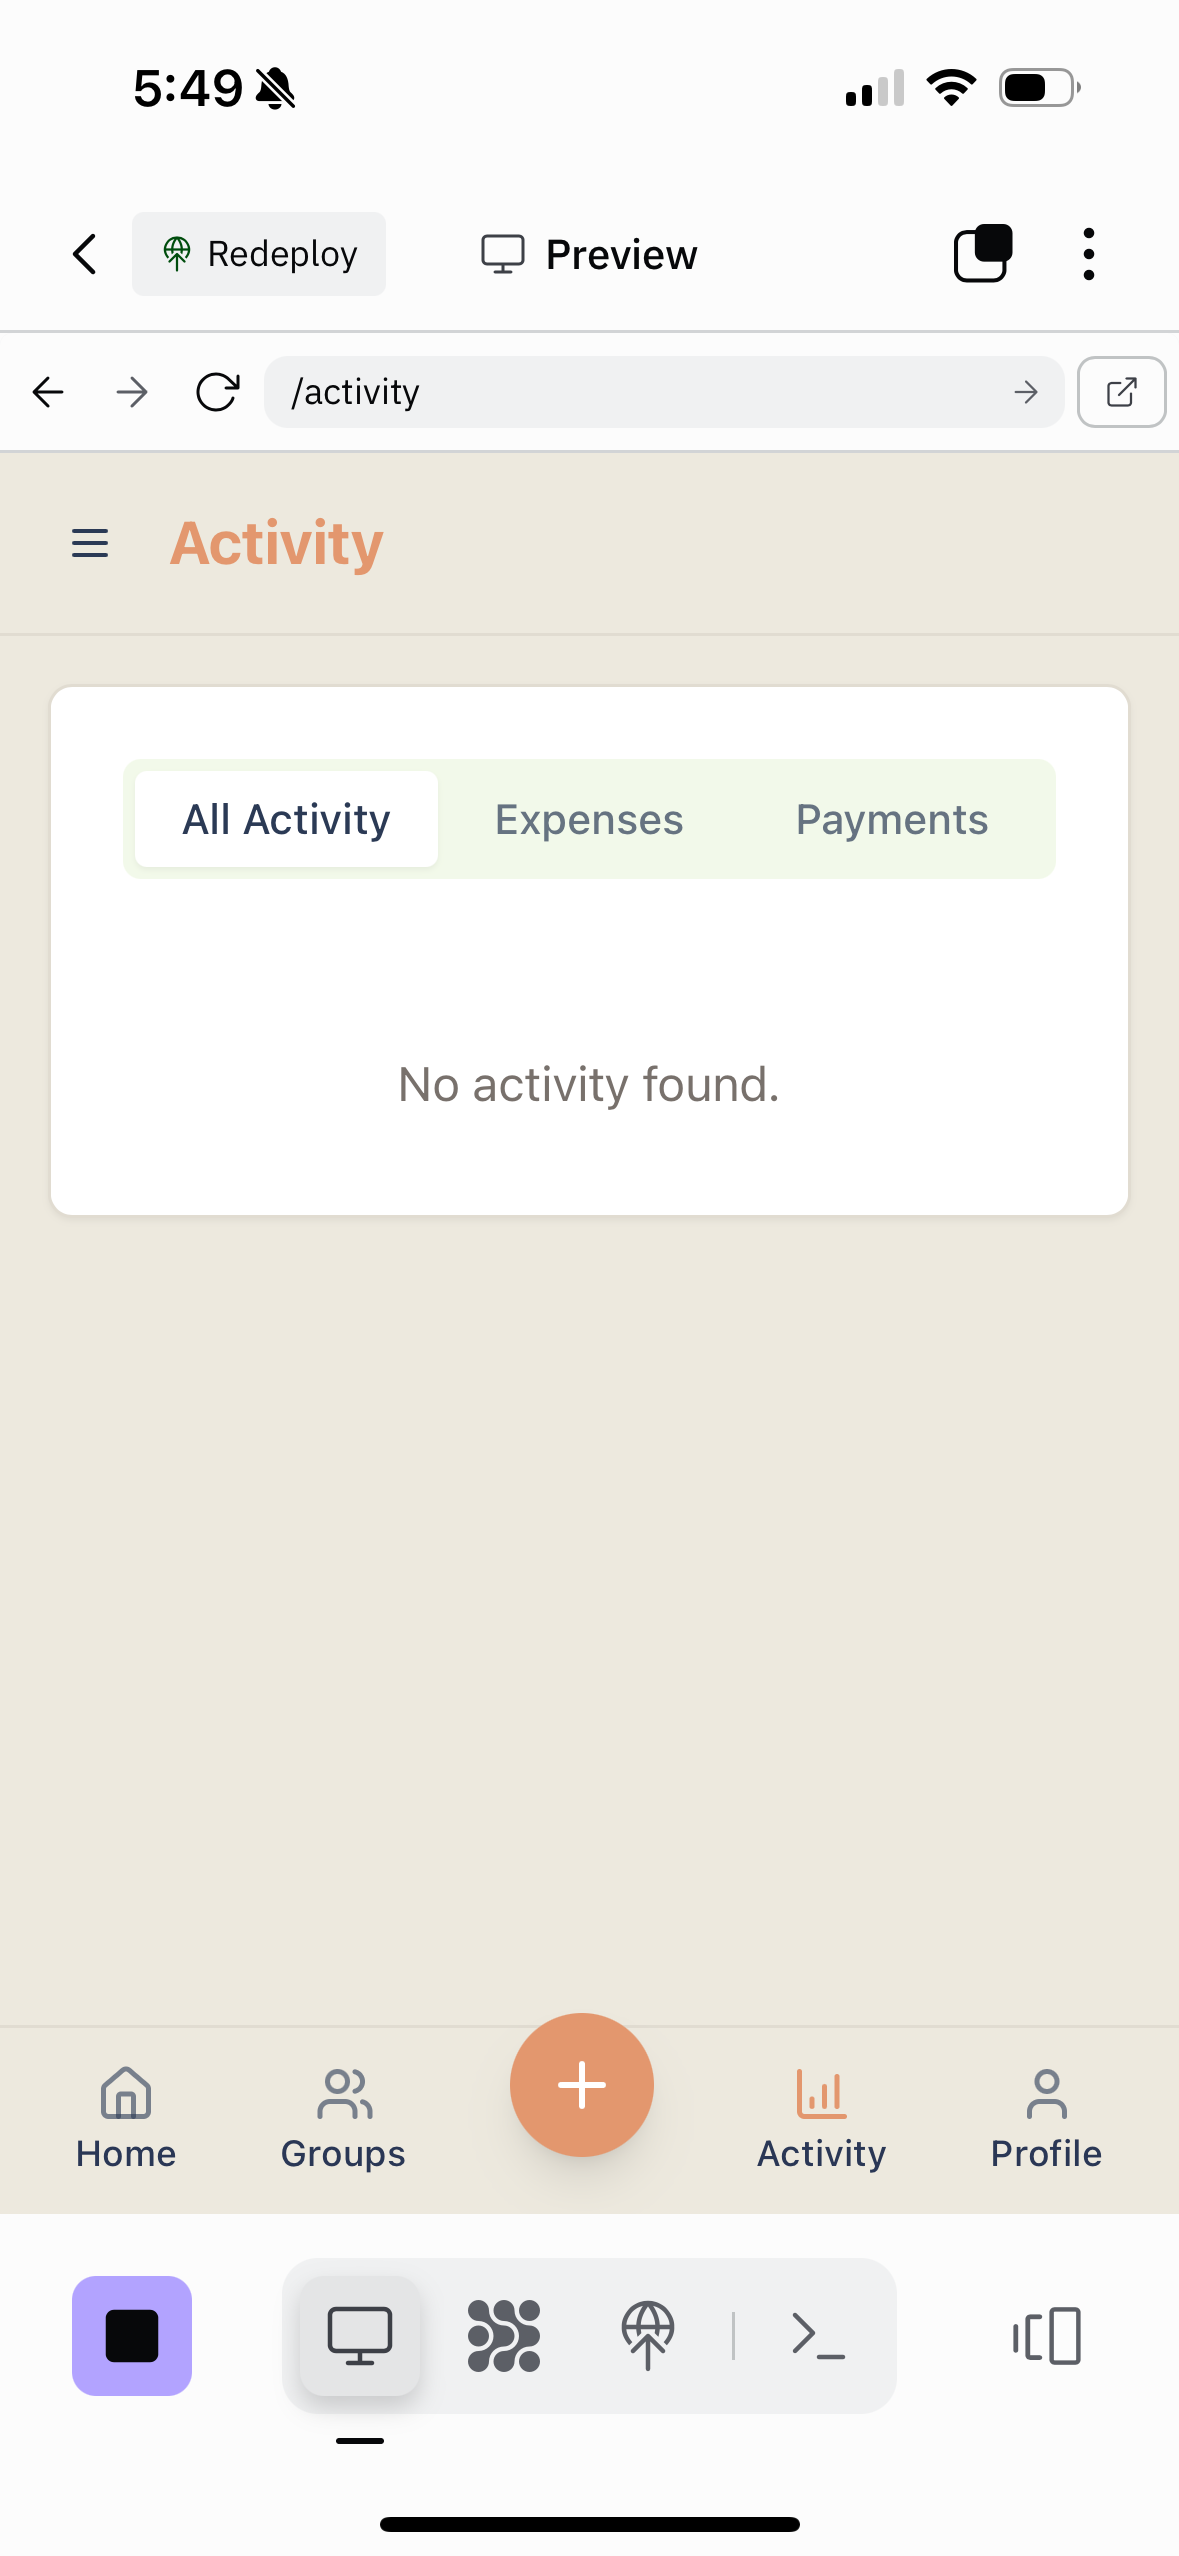 5:49
Redeploy
Preview
/activity
Activity
All Activity
Expenses
Payments
No activity found.
Home
Groups
Activity
Profile